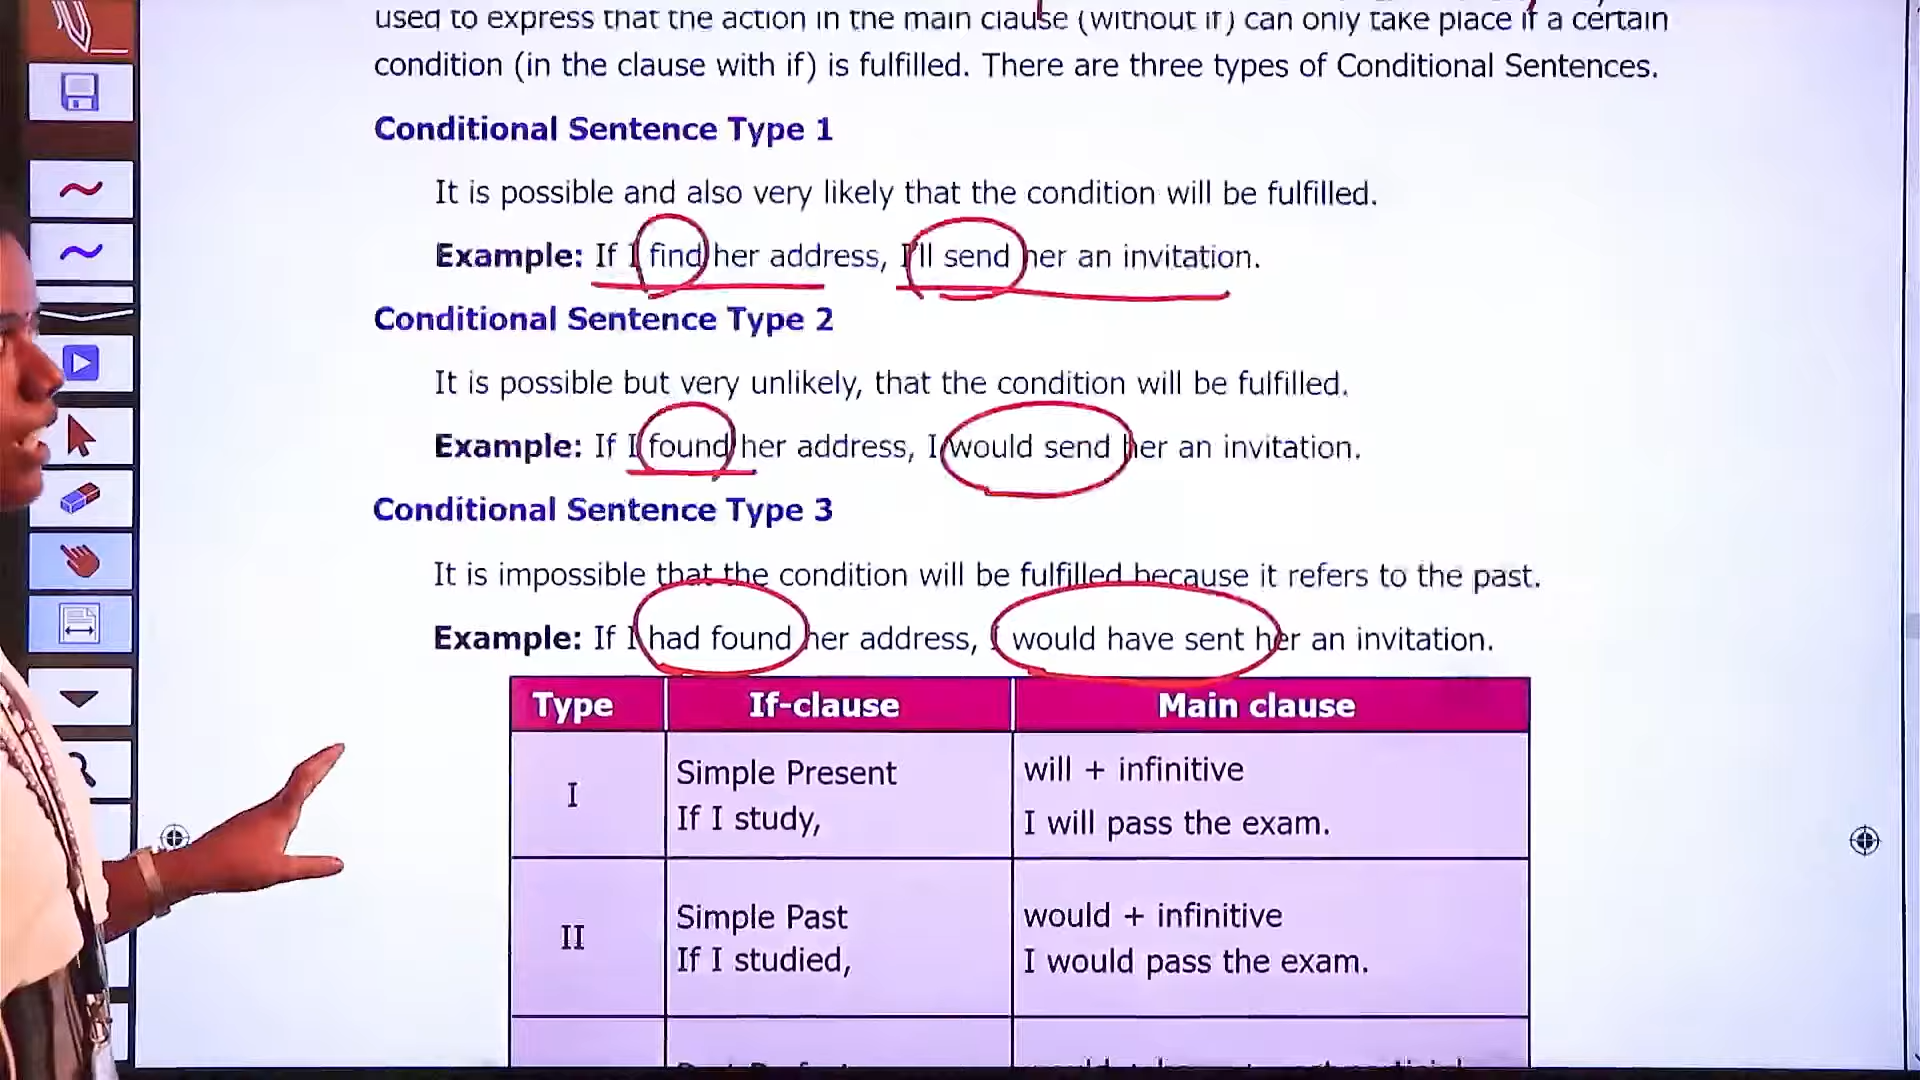 used to express that the action in the main clause (without if) can only take place if a certain
condition (in the clause with if) is fulfilled. There are three types of Conditional Sentences.
Conditional Sentence Type 1
It is possible and also very likely that the condition will be fulfilled.
Example: If I find her address, I'll send her an invitation.
Conditional Sentence Type 2
It is possible but very unlikely, that the condition will be fulfilled.
Example: If I found her address, I would send her an invitation.
Conditional Sentence Type 3
It is impossible that the condition will be fulfilled because it refers to the past.
Example: If I had found her address, I would have sent her an invitation.
Type If-clause Main clause
I
Simple Present
If I study,
will + infinitive
I will pass the exam.
II
Simple Past
If I studied,
would + infinitive
I would pass the exam.